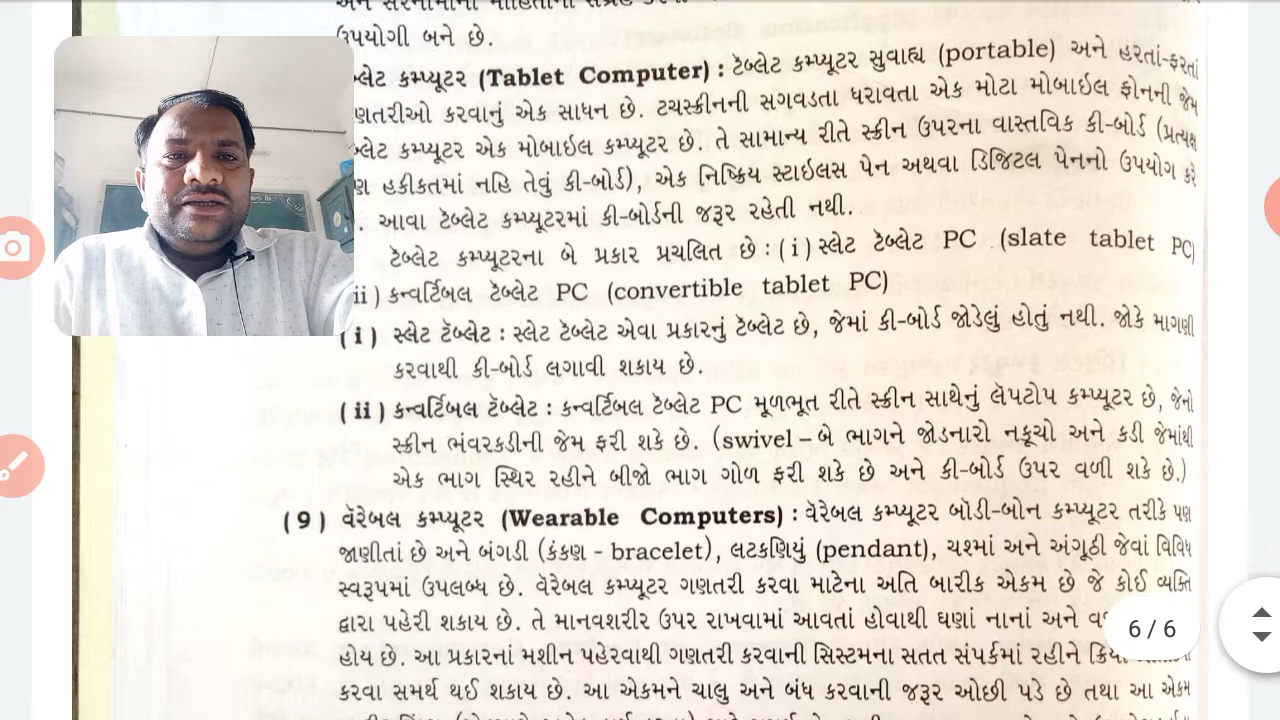 ઉપયોગી બને છે.
બ્લેટ કમ્પ્યૂટર (Tablet Computer) : ટૅબ્લેટ કમ્પ્યૂટર સુવાહ્ય (portable) અને હરતાં-ફરતાં
ણતરીઓ કરવાનું એક સાધન છે. ટચસ્ક્રીનની સગવડતા ધરાવતા એક મોટા મોબાઇલ ફોનની જેમ
બ્લેટ કમ્પ્યૂટર એક મોબાઇલ કમ્પ્યૂટર છે. તે સામાન્ય રીતે સ્ક્રીન ઉપરના વાસ્તવિક કી-બોર્ડ (પ્રત્યક્ષ
ણ હકીકતમાં નહિ તેવું કી-બોર્ડ), એક નિષ્ક્રિય સ્ટાઇલસ પેન અથવા ડિજિટલ પેનનો ઉપયોગ કરે
. આવા ટૅબ્લેટ કમ્પ્યૂટરમાં કી-બોર્ડની જરૂર રહેતી નથી.
ટૅબ્લેટ કમ્પ્યૂટરના બે પ્રકાર પ્રચલિત છે : ( i ) સ્લેટ ટૅબ્લેટ PC (slate tablet PC)
ii ) કન્વર્ટિબલ ટૅબ્લેટ PC (convertible tablet PC)
( i ) સ્લેટ ટૅબ્લેટ : સ્લેટ ટૅબ્લેટ એવા પ્રકારનું ટૅબ્લેટ છે, જેમાં કી-બોર્ડ જોડેલું હોતું નથી. જોકે માગણી
કરવાથી કી-બોર્ડ લગાવી શકાય છે.
( ii ) કન્વર્ટિબલ ટૅબ્લેટ : કન્વર્ટિબલ ટૅબ્લેટ PC મૂળભૂત રીતે સ્ક્રીન સાથેનું લૅપટોપ કમ્પ્યૂટર છે, જેનો
સ્ક્રીન ભંવરકડીની જેમ ફરી શકે છે. (swivel – બે ભાગને જોડનારો નકૂચો અને કડી જેમાંથી
એક ભાગ સ્થિર રહીને બીજો ભાગ ગોળ ફરી શકે છે અને કી-બોર્ડ ઉપર વળી શકે છે.)
( 9 ) વૅરેબલ કમ્પ્યૂટર (Wearable Computers) : વૅરેબલ કમ્પ્યૂટર બૉડી-બોન કમ્પ્યૂટર તરીકે પણ
જાણીતાં છે અને બંગડી (કંકણ - bracelet), લટકણિયું (pendant), ચશ્માં અને અંગૂઠી જેવાં વિવિધ
સ્વરૂપમાં ઉપલબ્ધ છે. વૅરેબલ કમ્પ્યૂટર ગણતરી કરવા માટેના અતિ બારીક એકમ છે જે કોઈ વ્યક્તિ
દ્વારા પહેરી શકાય છે. તે માનવશરીર ઉપર રાખવામાં આવતાં હોવાથી ઘણાં નાનાં અને
6 / 6
હોય છે. આ પ્રકારનાં મશીન પહેરવાથી ગણતરી કરવાની સિસ્ટમના સતત સંપર્કમાં રહીને
કરવા સમર્થ થઈ શકાય છે. આ એકમને ચાલુ અને બંધ કરવાની જરૂર ઓછી પડે છે તથા આ એકમ